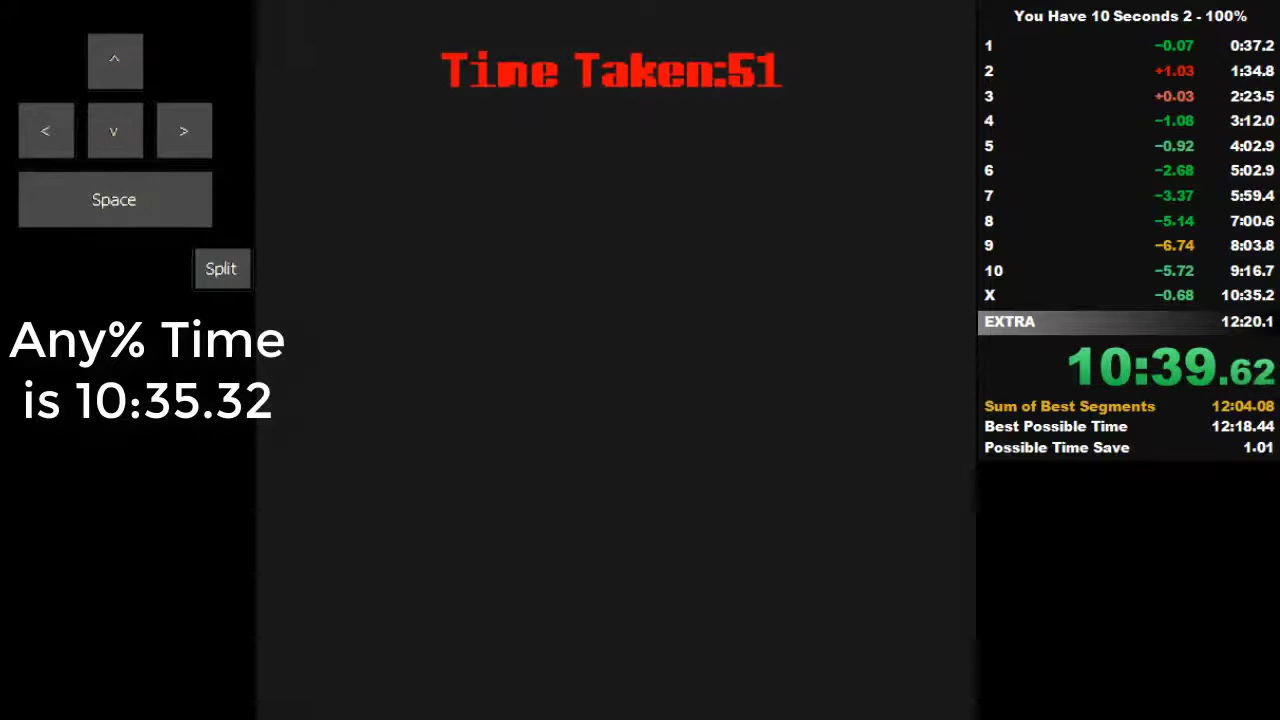 ^
< v >
Space
Split
Any% Time
is 10:35.32
Time Taken:51
You Have 10 Seconds 2 - 100%
1 −0.07 0:37.2
2 +1.03 1:34.8
3 +0.03 2:23.5
4 −1.08 3:12.0
5 −0.92 4:02.9
6 −2.68 5:02.9
7 −3.37 5:59.4
8 −5.14 7:00.6
9 −6.74 8:03.8
10 −5.72 9:16.7
X −0.68 10:35.2
EXTRA 12:20.1
10:39.62
Sum of Best Segments 12:04.08
Best Possible Time 12:18.44
Possible Time Save 1.01